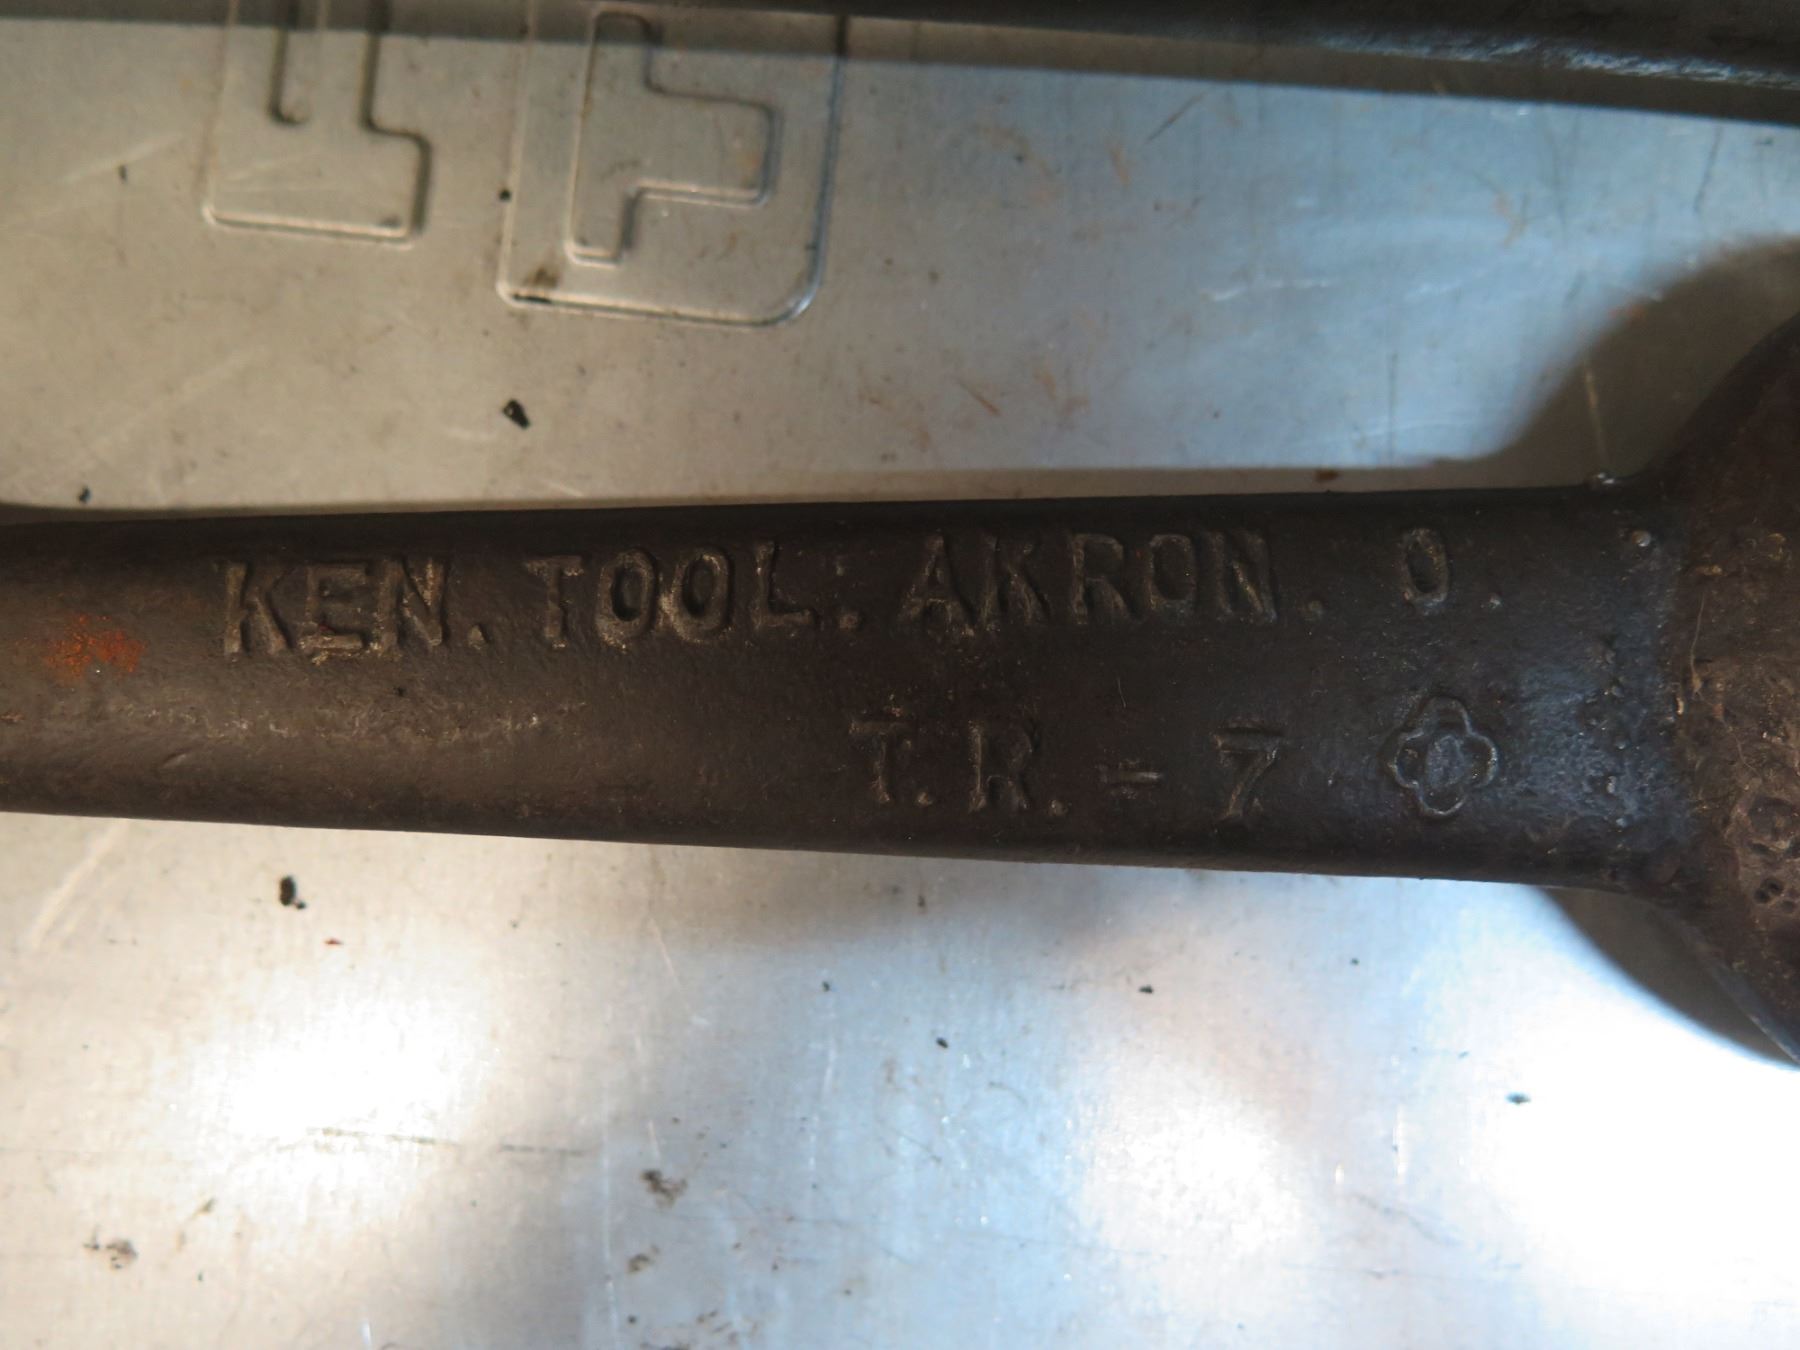 KEN. TOOL. AKRON. O.
T.R. - 7